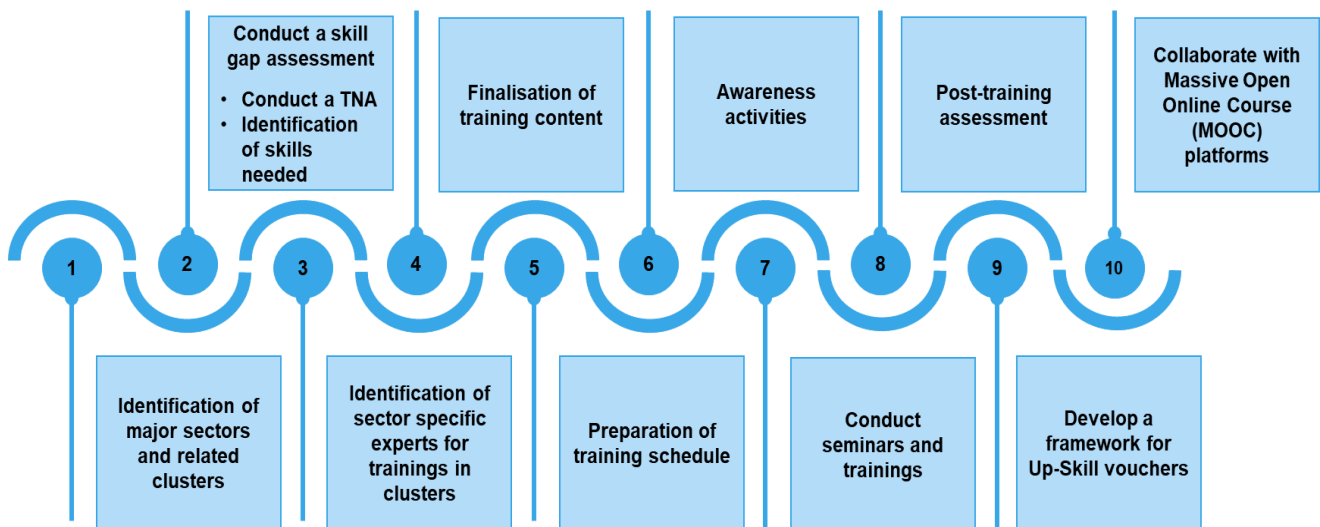 Conduct a skill
gap assessment
• Conduct a TNA
• Identification
of skills
needed
Finalisation of
training content
Awareness
activities
Post-training
assessment
Collaborate with
Massive Open
Online Course
(MOOC)
platforms
1
2
3
4
5
6
7
8
9
10
Identification of
major sectors
and related
clusters
Identification of
sector specific
experts for
trainings in
clusters
Preparation of
training schedule
Conduct
seminars and
trainings
Develop a
framework for
Up-Skill vouchers